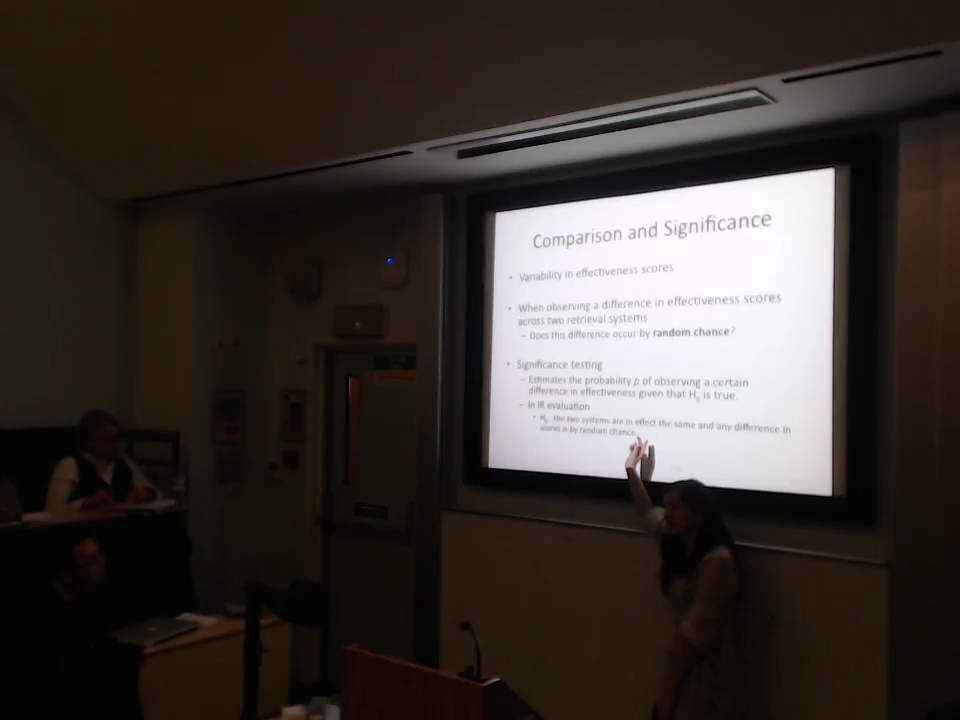 Comparison and Significance
• Variability in effectiveness scores
• When observing a difference in effectiveness scores
across two retrieval systems
– Does this difference occur by random chance?
• Significance testing
– Estimates the probability p of observing a certain
difference in effectiveness given that H₀ is true.
– In IR evaluation
• H₀ - the two systems are in effect the same and any difference in
scores is by random chance.